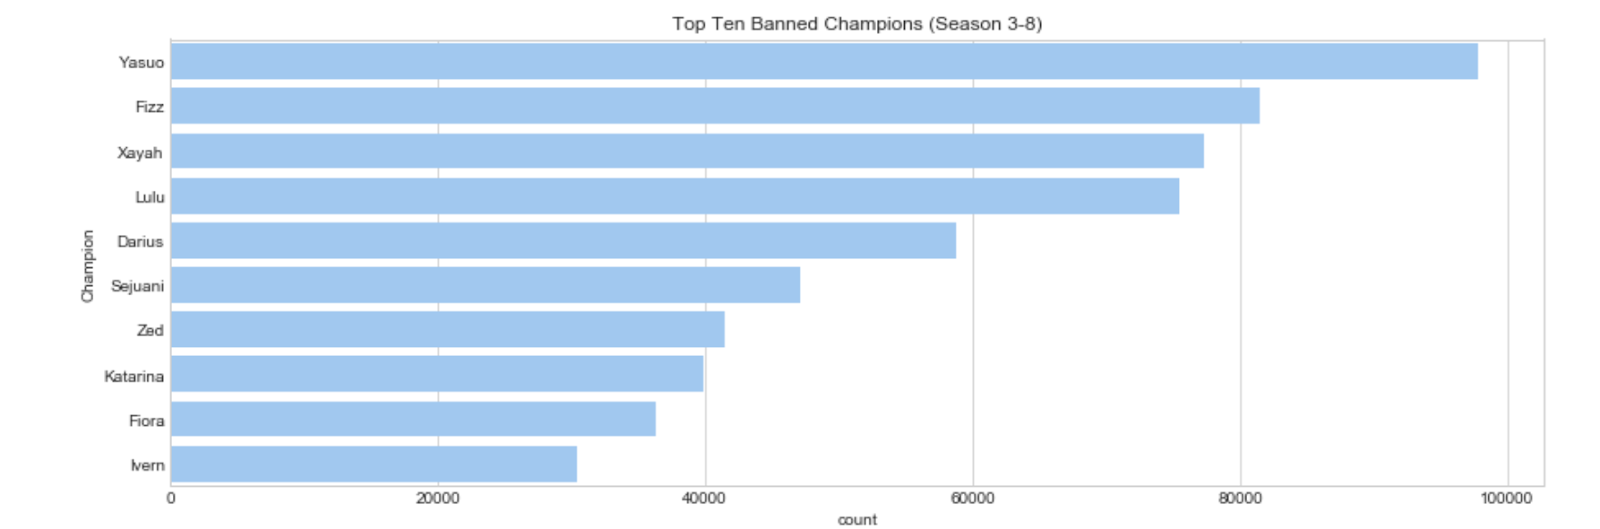 Top Ten Banned Champions (Season 3-8)
Yasuo
Fizz
Xayah
Lulu
Darius
Sejuani
Zed
Katarina
Fiora
Ivern
Champion
0 20000 40000 60000 80000 100000
count